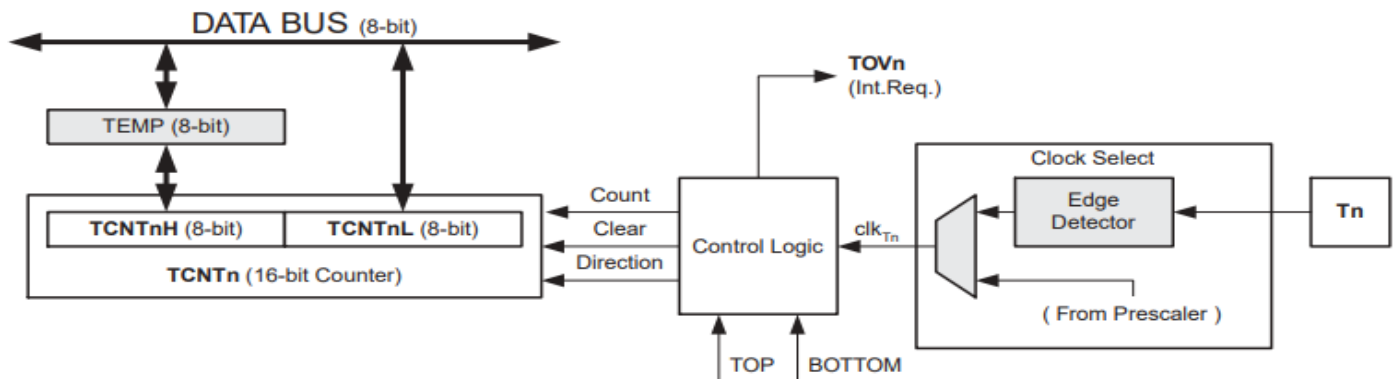 DATA BUS (8-bit)
TOVn
(Int.Req.)
TEMP (8-bit)
Clock Select
Count
Edge
Detector
Tn
TCNTnH (8-bit)
TCNTnL (8-bit)
Clear
Control Logic
clkTn
TCNTn (16-bit Counter)
Direction
( From Prescaler )
TOP
BOTTOM